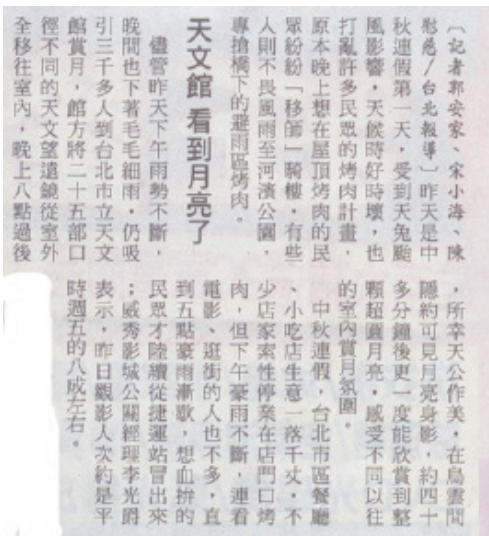 〔記者郭安家、宋小海、陳
慰慈/台北報導〕昨天是中
秋連假第一天，受到天兔颱
風影響，天候時好時壞，也
打亂許多民眾的烤肉計畫，
原本晚上想在屋頂烤肉的民
眾紛紛「移師」騎樓，有些
人則不畏風雨至河濱公園，
專搶橋下的避雨區烤肉。
天文館 看到月亮了
儘管昨天下午雨勢不斷，
晚間也下著毛毛細雨，仍吸
引三千多人到台北市立天文
館賞月，館方將二十五部口
徑不同的天文望遠鏡從室外
全移往室內，晚上八點過後
，所幸天公作美，在烏雲間
隱約可見月亮身影，約四十
多分鐘後更一度能欣賞到整
顆超圓月亮，感受不同以往
的室內賞月氛圍。
中秋連假，台北市區餐廳
、小吃店生意一落千丈，不
少店家索性停業在店門口烤
肉，但下午豪雨不斷，連看
電影、逛街的人也不多，直
到五點豪雨漸歇，想血拚的
民眾才陸續從捷運站冒出來
；威秀影城公關經理李光爵
表示，昨日觀影人次約是平
時週五的八成左右。